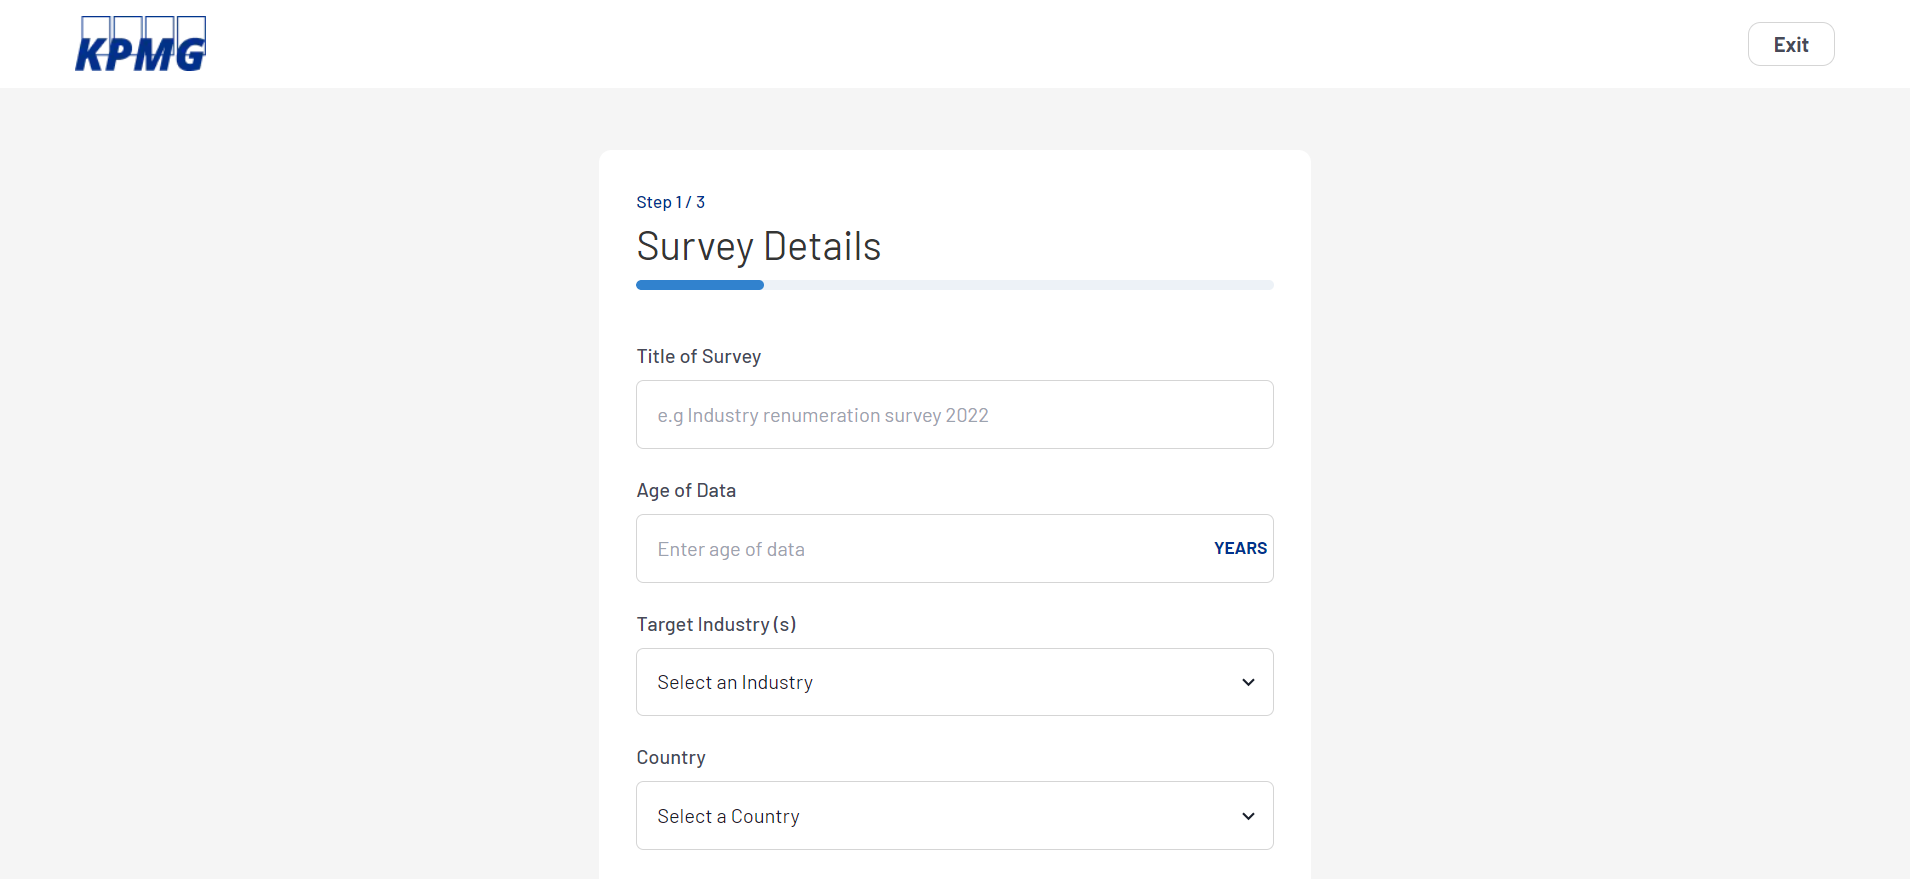 KPMG
Exit
Step 1 / 3
Survey Details
Title of Survey
e.g Industry renumeration survey 2022
Age of Data
Enter age of data
YEARS
Target Industry (s)
Select an Industry
Country
Select a Country